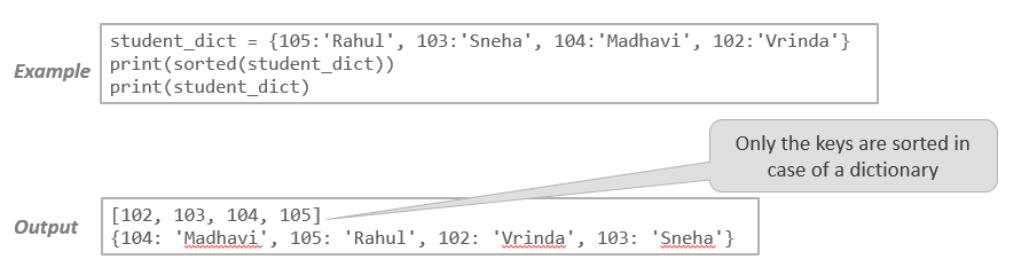 Example
student_dict = {105:'Rahul', 103:'Sneha', 104:'Madhavi', 102:'Vrinda'}
print(sorted(student_dict))
print(student_dict)
Only the keys are sorted in
case of a dictionary
Output
[102, 103, 104, 105]
{104: 'Madhavi', 105: 'Rahul', 102: 'Vrinda', 103: 'Sneha'}